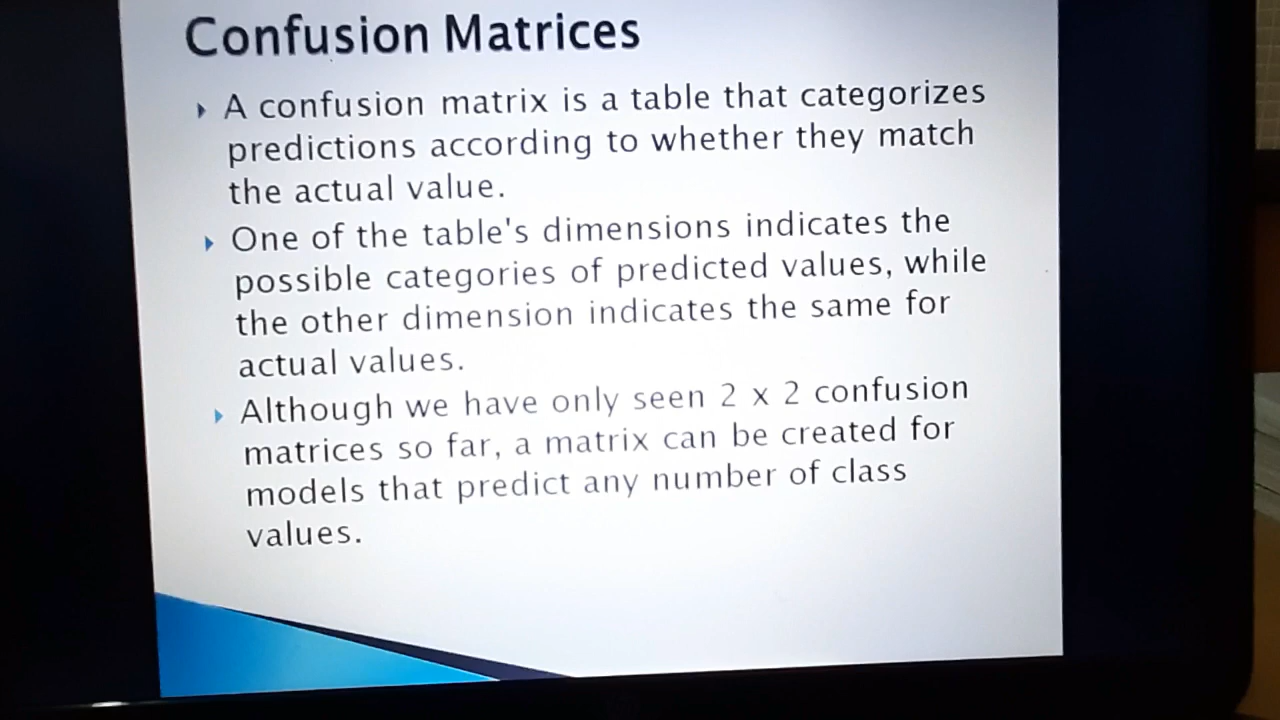 Confusion Matrices
A confusion matrix is a table that categorizes
predictions according to whether they match
the actual value.
One of the table's dimensions indicates the
possible categories of predicted values, while
the other dimension indicates the same for
actual values.
Although we have only seen 2 x 2 confusion
matrices so far, a matrix can be created for
models that predict any number of class
values.